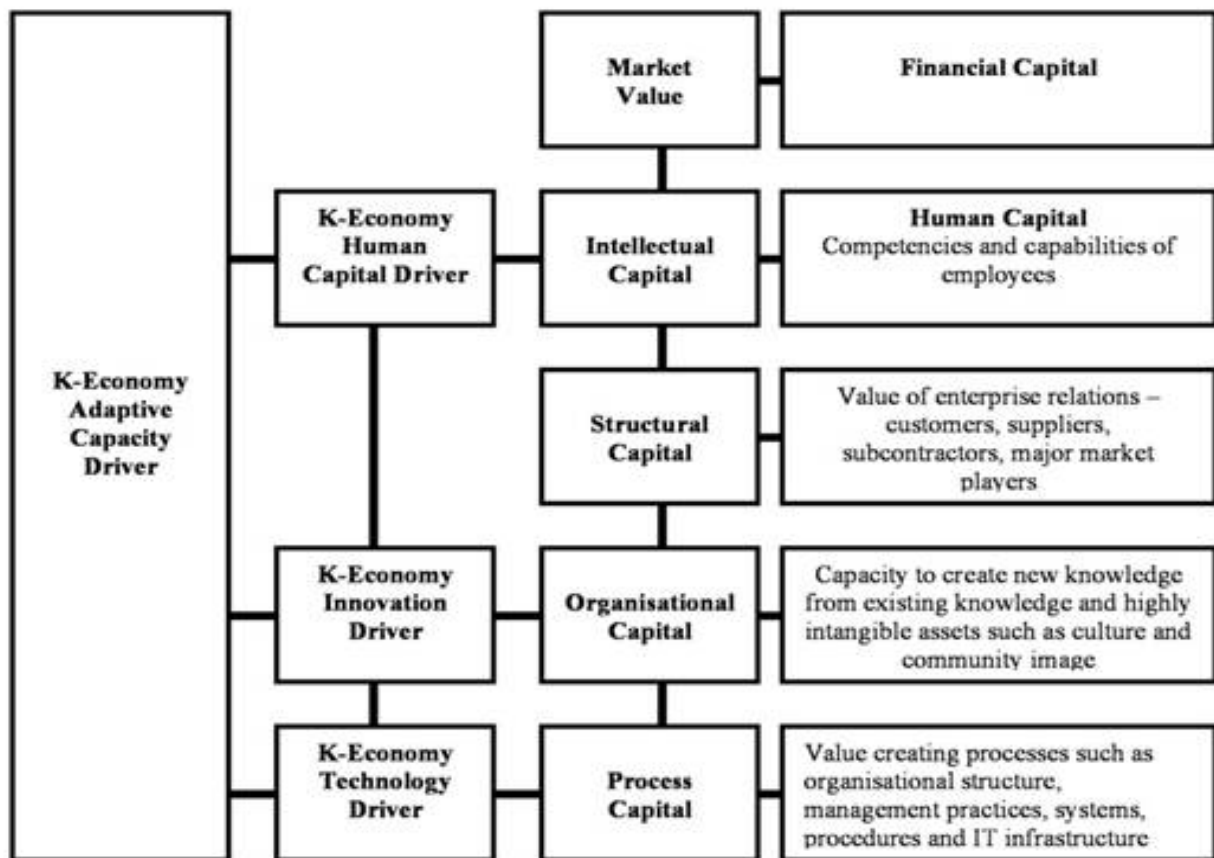 Market
Value
Financial Capital
K-Economy
Human
Capital Driver
Intellectual
Capital
Human Capital
Competencies and capabilities of
employees
K-Economy
Adaptive
Capacity
Driver
Structural
Capital
Value of enterprise relations –
customers, suppliers,
subcontractors, major market
players
K-Economy
Innovation
Driver
Organisational
Capital
Capacity to create new knowledge
from existing knowledge and highly
intangible assets such as culture and
community image
K-Economy
Technology
Driver
Process
Capital
Value creating processes such as
organisational structure,
management practices, systems,
procedures and IT infrastructure